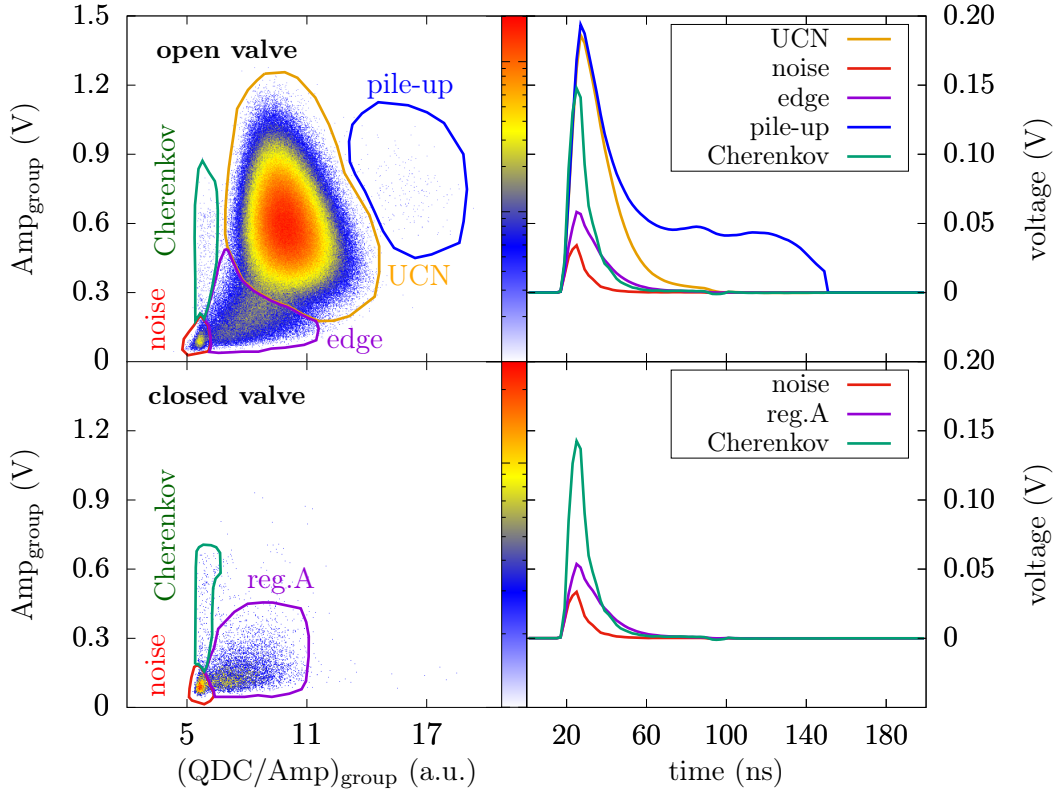 1.5
1.2
0.9
0.6
0.3
0
Amp_group (V)
open valve
pile-up
Cherenkov
UCN
noise
edge
UCN
noise
edge
pile-up
Cherenkov
0.20
0.15
0.10
0.05
0
voltage (V)
0.20
closed valve
1.2
0.9
0.6
0.3
0
Amp_group (V)
Cherenkov
reg.A
noise
noise
reg.A
Cherenkov
0.15
0.10
0.05
0
voltage (V)
5 11 17
(QDC/Amp)_group (a.u.)
20 60 100 140 180
time (ns)